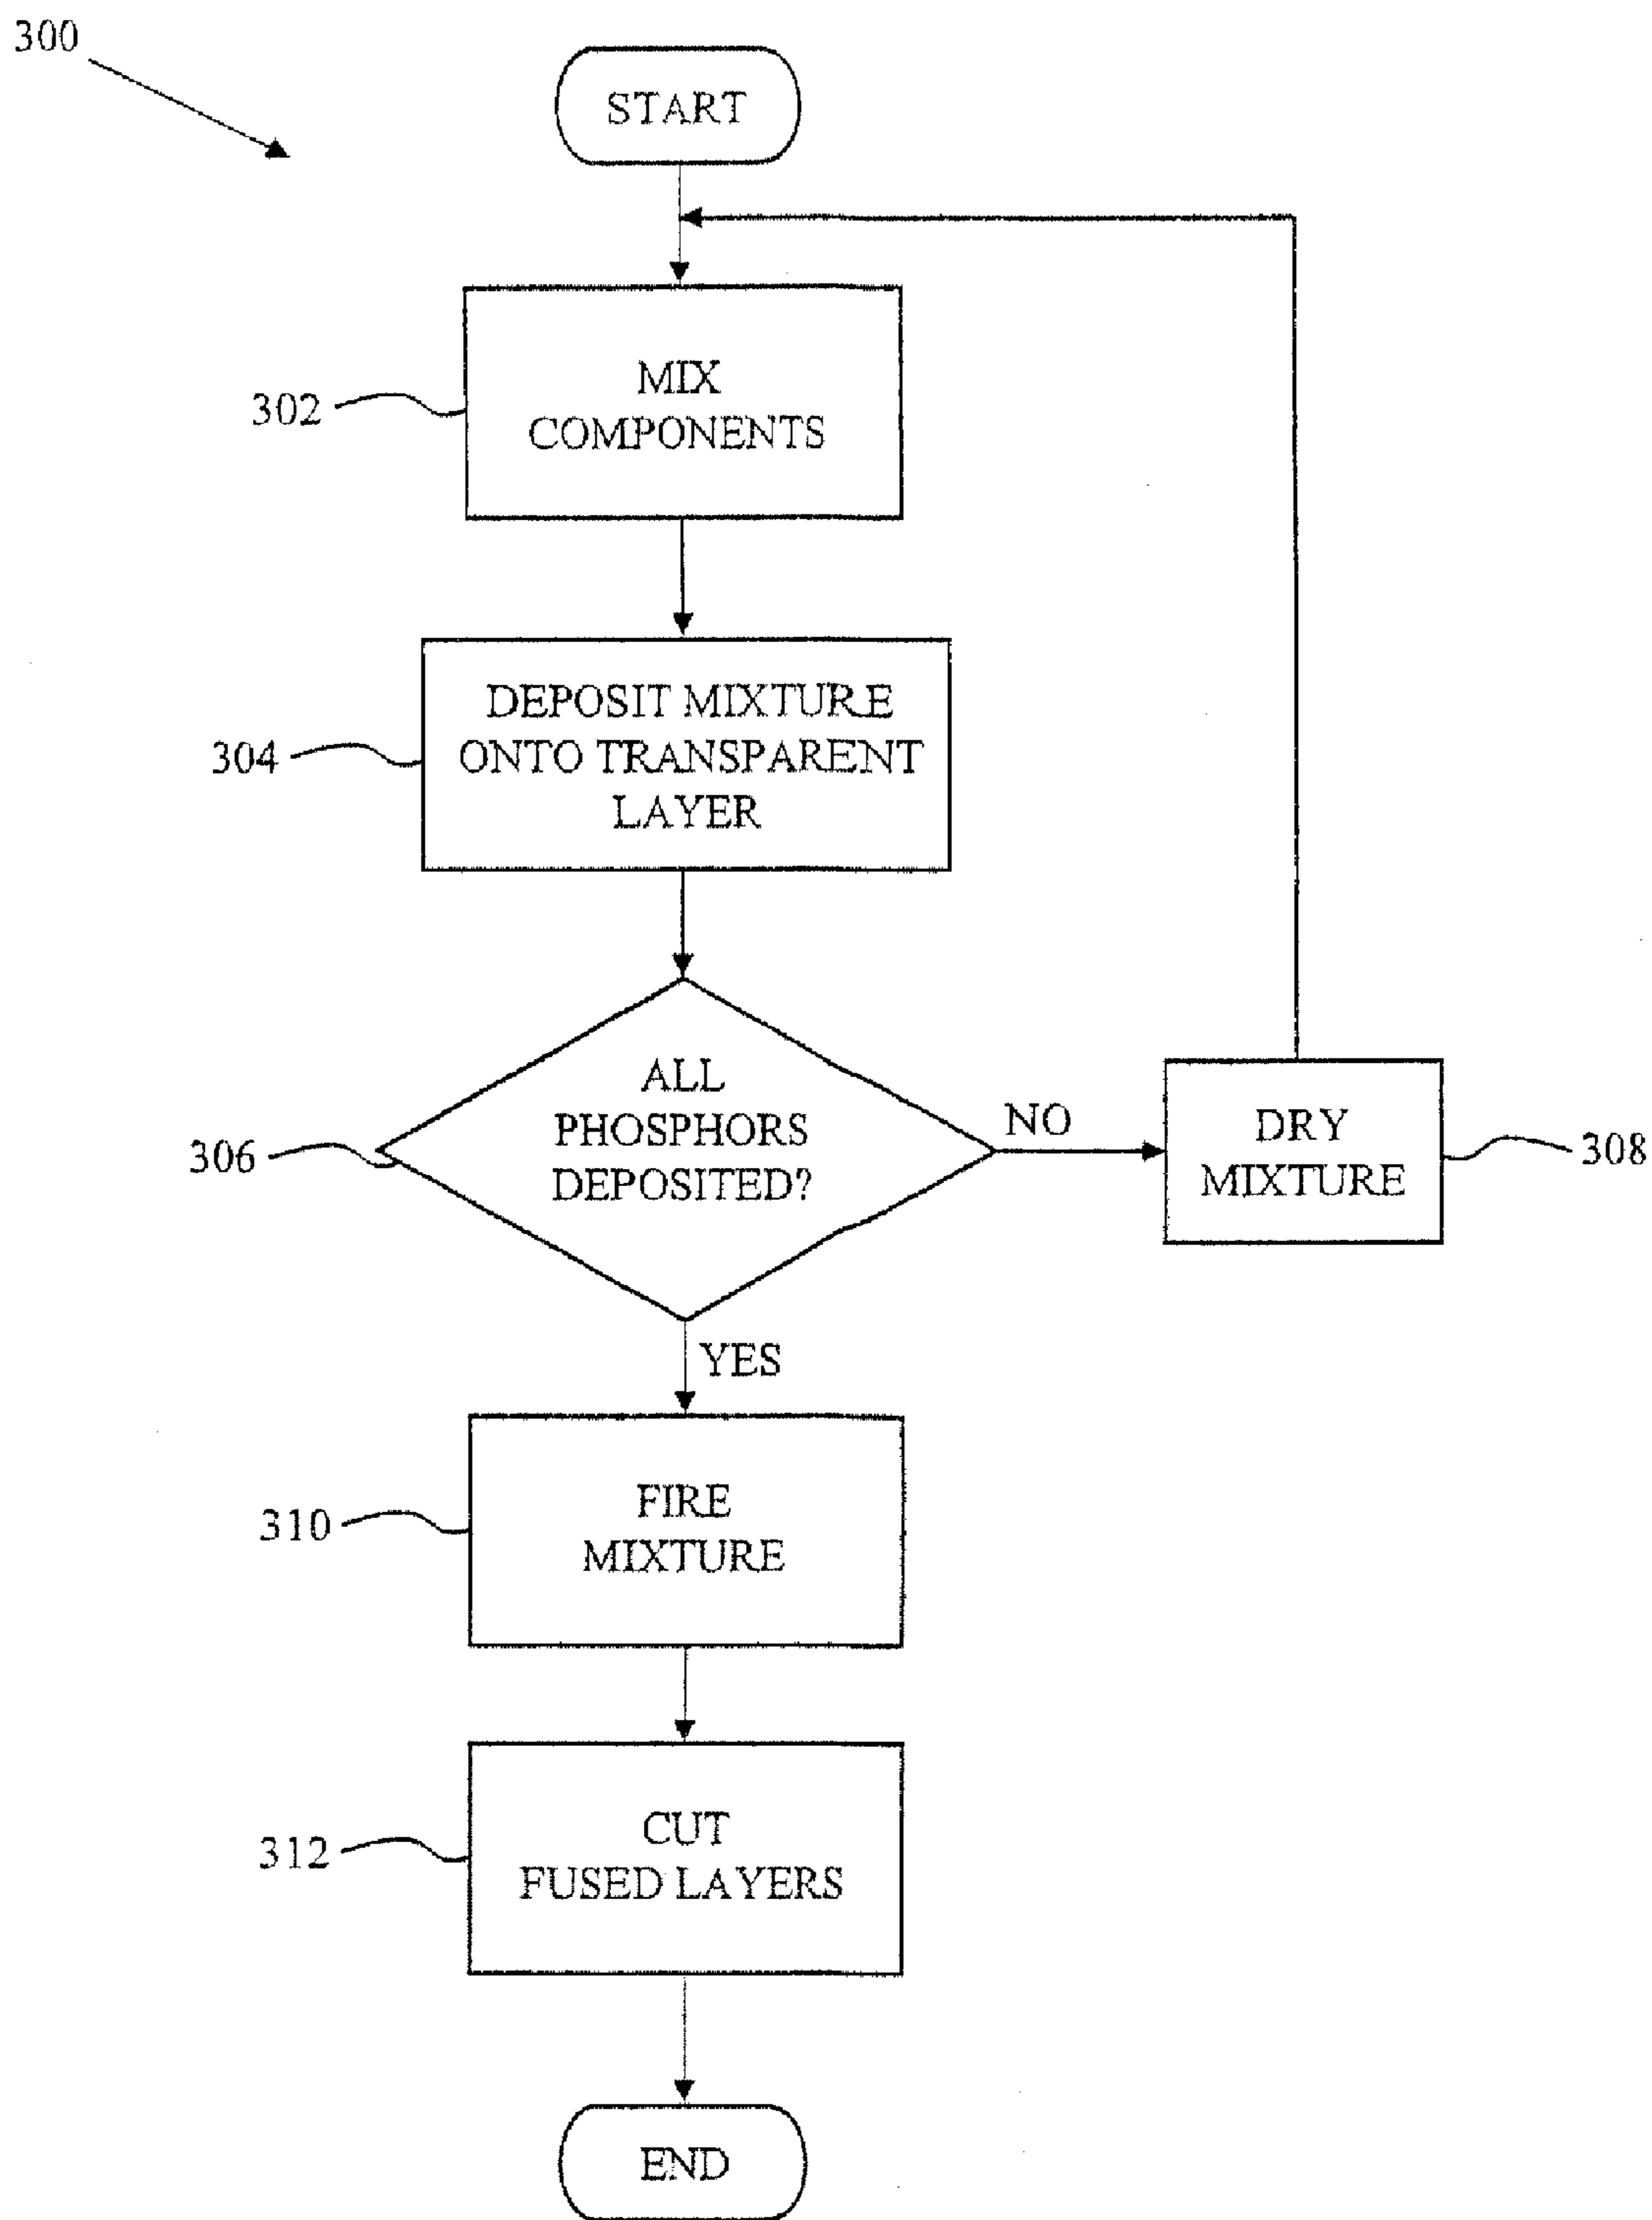 300
START
302
MIX
COMPONENTS
304
DEPOSIT MIXTURE
ONTO TRANSPARENT
LAYER
306
ALL
PHOSPHORS
DEPOSITED?
NO
DRY
MIXTURE
308
YES
310
FIRE
MIXTURE
312
CUT
FUSED LAYERS
END